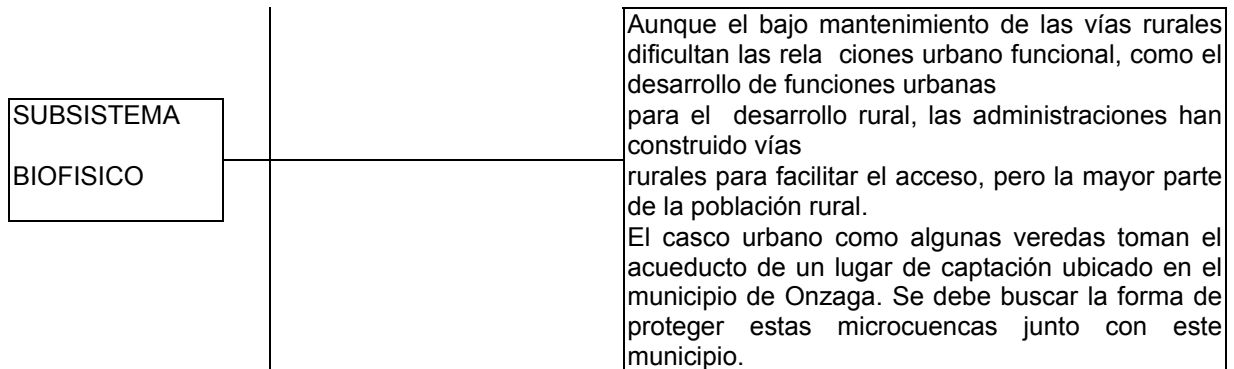 SUBSISTEMA
BIOFISICO
Aunque el bajo mantenimiento de las vías rurales
dificultan las rela ciones urbano funcional, como el
desarrollo de funciones urbanas
para el desarrollo rural, las administraciones han
construido vías
rurales para facilitar el acceso, pero la mayor parte
de la población rural.
El casco urbano como algunas veredas toman el
acueducto de un lugar de captación ubicado en el
municipio de Onzaga. Se debe buscar la forma de
proteger estas microcuencas junto con este
municipio.